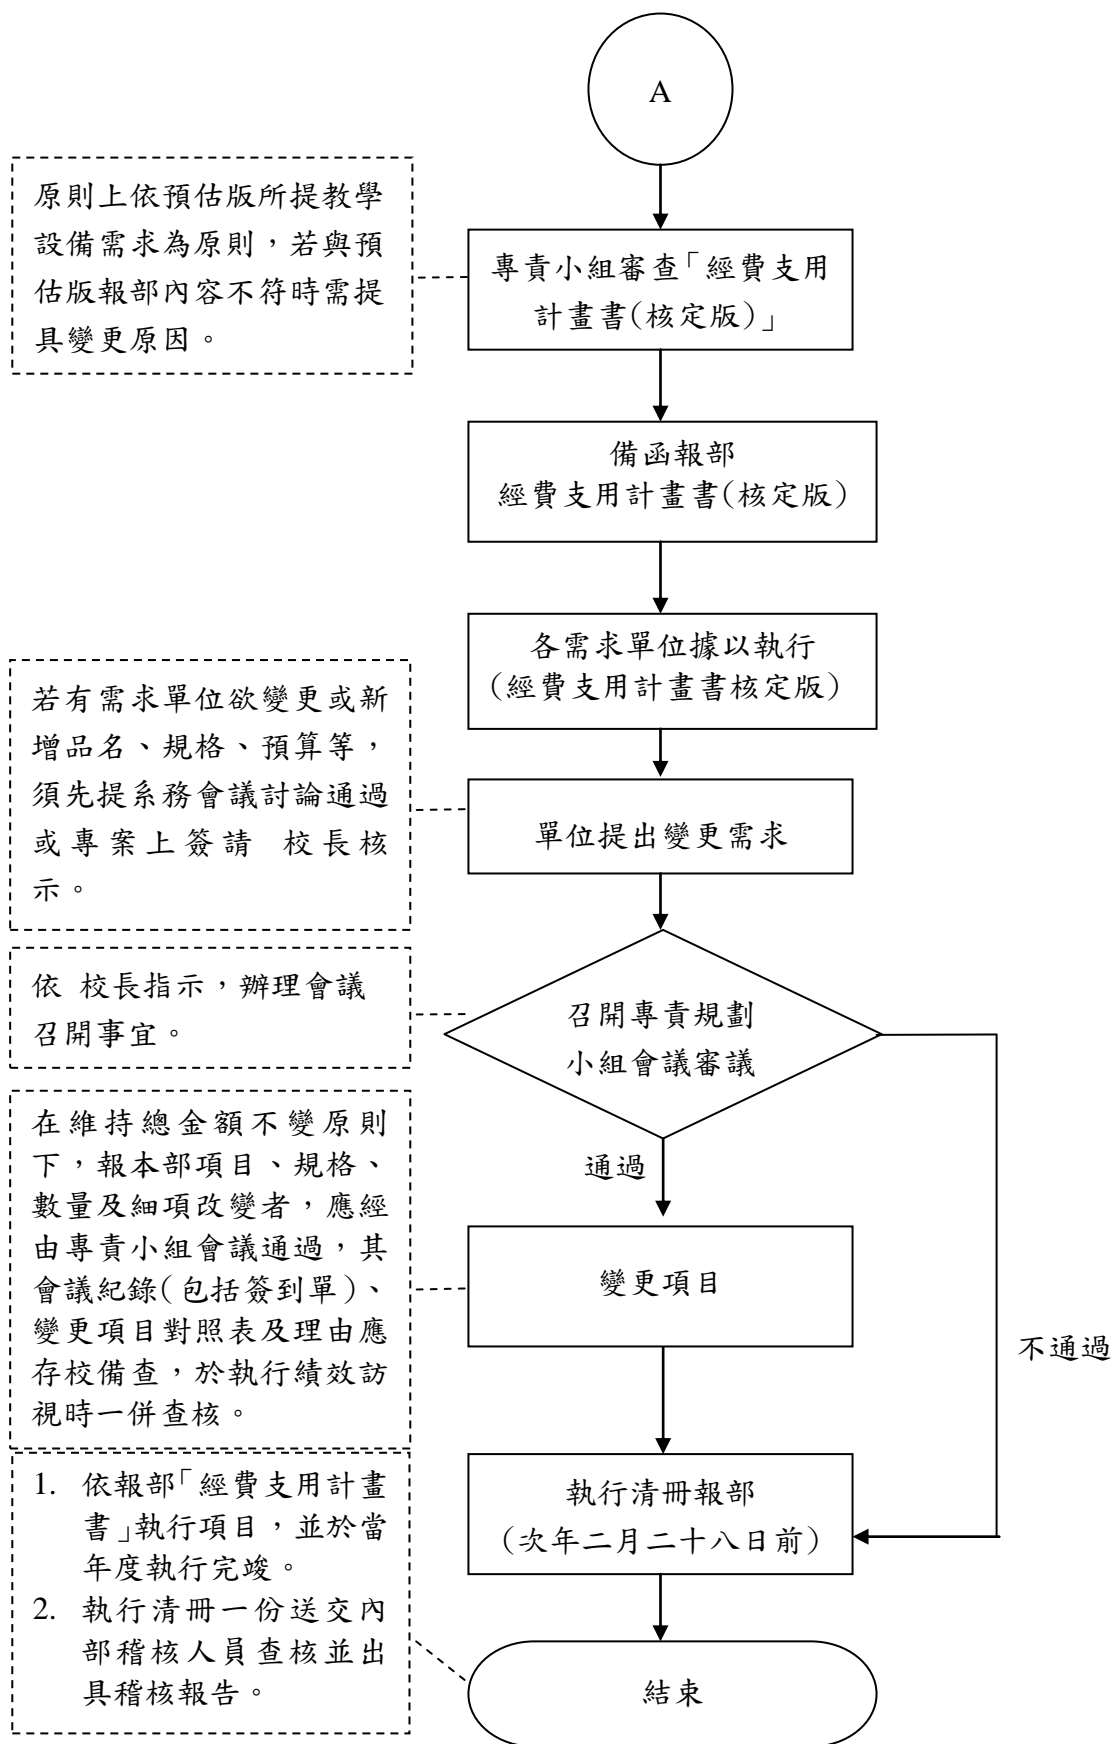 A
原則上依預估版所提教學
設備需求為原則，若與預
估版報部內容不符時需提
具變更原因。
專責小組審查「經費支用
計畫書(核定版)」
備函報部
經費支用計畫書(核定版)
各需求單位據以執行
(經費支用計畫書核定版)
若有需求單位欲變更或新
增品名、規格、預算等，
須先提系務會議討論通過
或專案上簽請 校長核
示。
單位提出變更需求
依 校長指示，辦理會議
召開事宜。
召開專責規劃
小組會議審議
在維持總金額不變原則
下，報本部項目、規格、
數量及細項改變者，應經
由專責小組會議通過，其
會議紀錄(包括簽到單)、
變更項目對照表及理由應
存校備查，於執行績效訪
視時一併查核。
通過
變更項目
不通過
1. 依報部「經費支用計畫
書」執行項目，並於當
年度執行完竣。
2. 執行清冊一份送交內
部稽核人員查核並出
具稽核報告。
執行清冊報部
(次年二月二十八日前)
結束